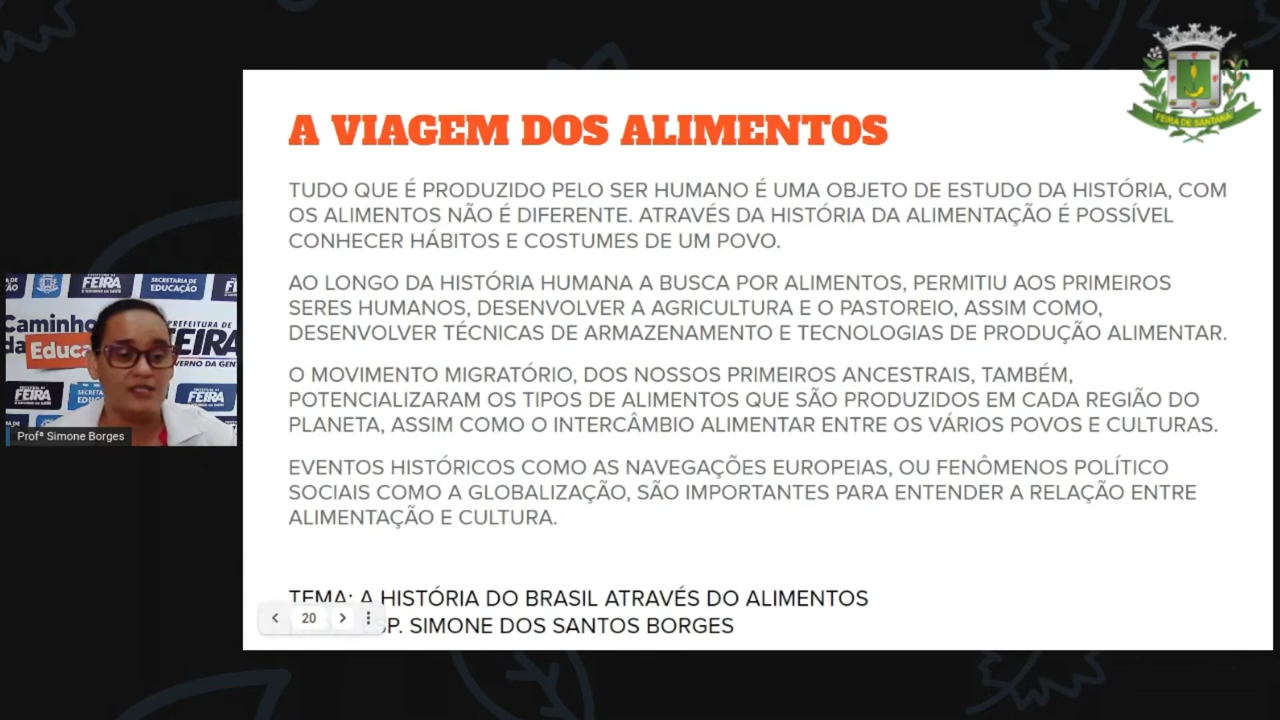 A VIAGEM DOS ALIMENTOS
TUDO QUE É PRODUZIDO PELO SER HUMANO É UMA OBJETO DE ESTUDO DA HISTÓRIA, COM
OS ALIMENTOS NÃO É DIFERENTE. ATRAVÉS DA HISTÓRIA DA ALIMENTAÇÃO É POSSÍVEL
CONHECER HÁBITOS E COSTUMES DE UM POVO.
AO LONGO DA HISTÓRIA HUMANA A BUSCA POR ALIMENTOS, PERMITIU AOS PRIMEIROS
SERES HUMANOS, DESENVOLVER A AGRICULTURA E O PASTOREIO, ASSIM COMO,
DESENVOLVER TÉCNICAS DE ARMAZENAMENTO E TECNOLOGIAS DE PRODUÇÃO ALIMENTAR.
O MOVIMENTO MIGRATÓRIO, DOS NOSSOS PRIMEIROS ANCESTRAIS, TAMBÉM,
POTENCIALIZARAM OS TIPOS DE ALIMENTOS QUE SÃO PRODUZIDOS EM CADA REGIÃO DO
PLANETA, ASSIM COMO O INTERCÂMBIO ALIMENTAR ENTRE OS VÁRIOS POVOS E CULTURAS.
EVENTOS HISTÓRICOS COMO AS NAVEGAÇÕES EUROPEIAS, OU FENÔMENOS POLÍTICO
SOCIAIS COMO A GLOBALIZAÇÃO, SÃO IMPORTANTES PARA ENTENDER A RELAÇÃO ENTRE
ALIMENTAÇÃO E CULTURA.
TEMA: A HISTÓRIA DO BRASIL ATRAVÉS DO ALIMENTOS
SP. SIMONE DOS SANTOS BORGES
20
FEIRA DE SANTANA
FEIRA
SECRETARIA DE
EDUCAÇÃO
Caminho
da Educa
PREFEITURA DE
FEIRA
FEIRA
FEIRA
Profª Simone Borges